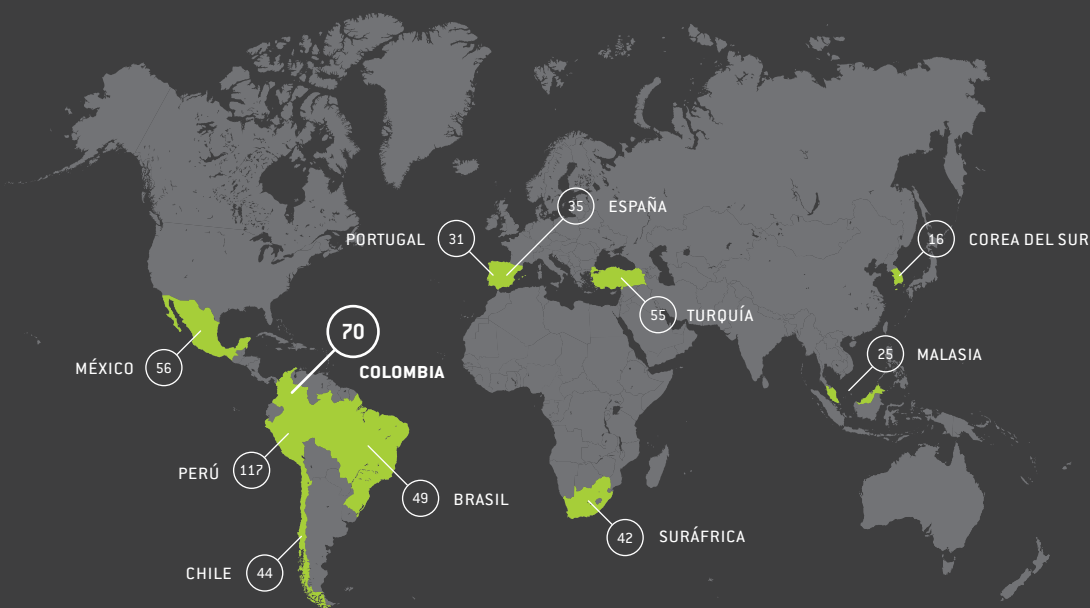 35 ESPAÑA
PORTUGAL 31
16 COREA DEL SUR
55 TURQUÍA
70
COLOMBIA
MÉXICO 56
25 MALASIA
PERÚ 117
49 BRASIL
42 SURÁFRICA
CHILE 44